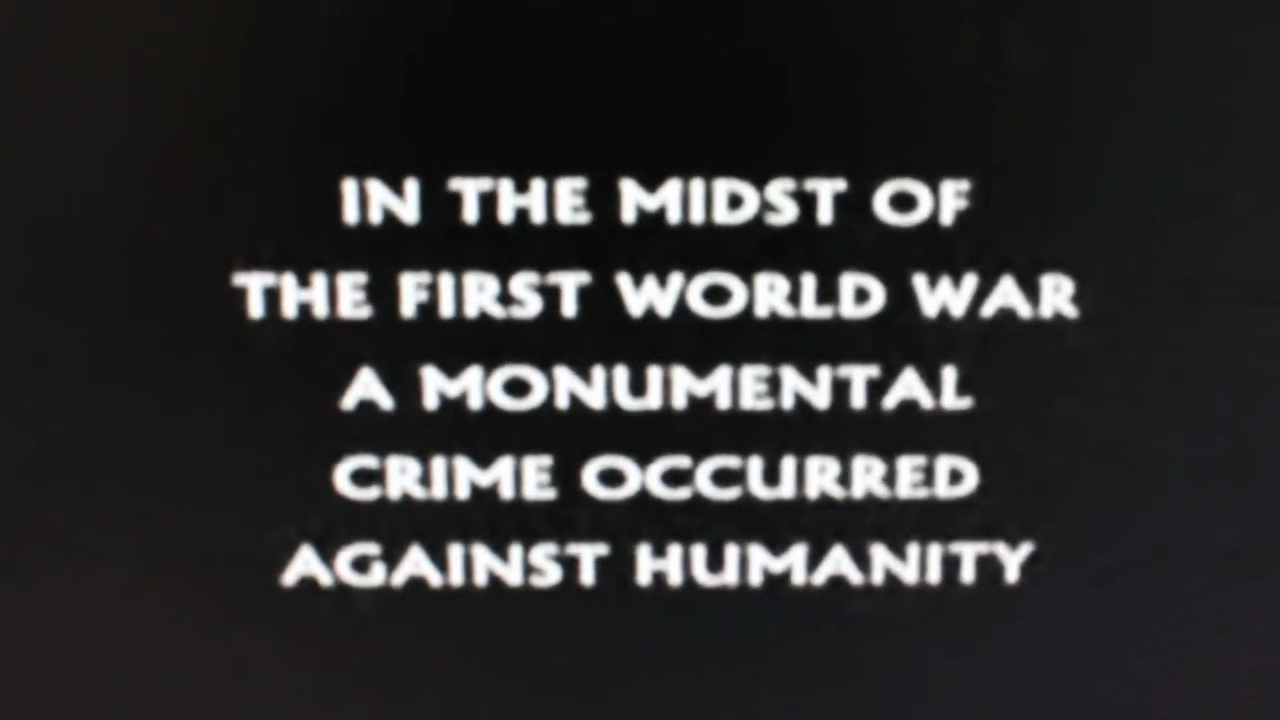 IN THE MIDST OF
THE FIRST WORLD WAR
A MONUMENTAL
CRIME OCCURRED
AGAINST HUMANITY